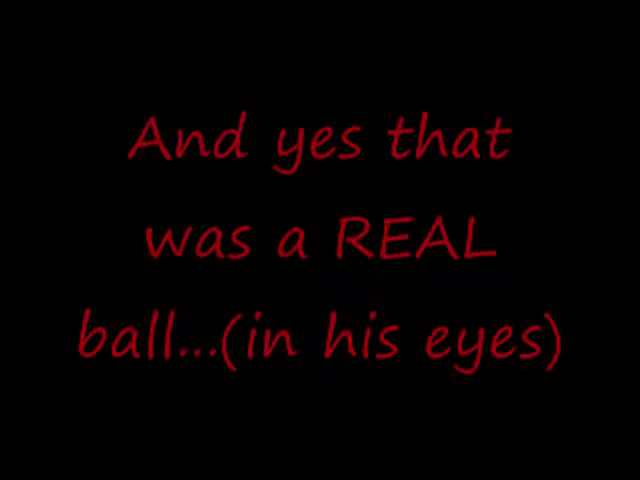 And yes that
was a REAL
ball...(in his eyes)